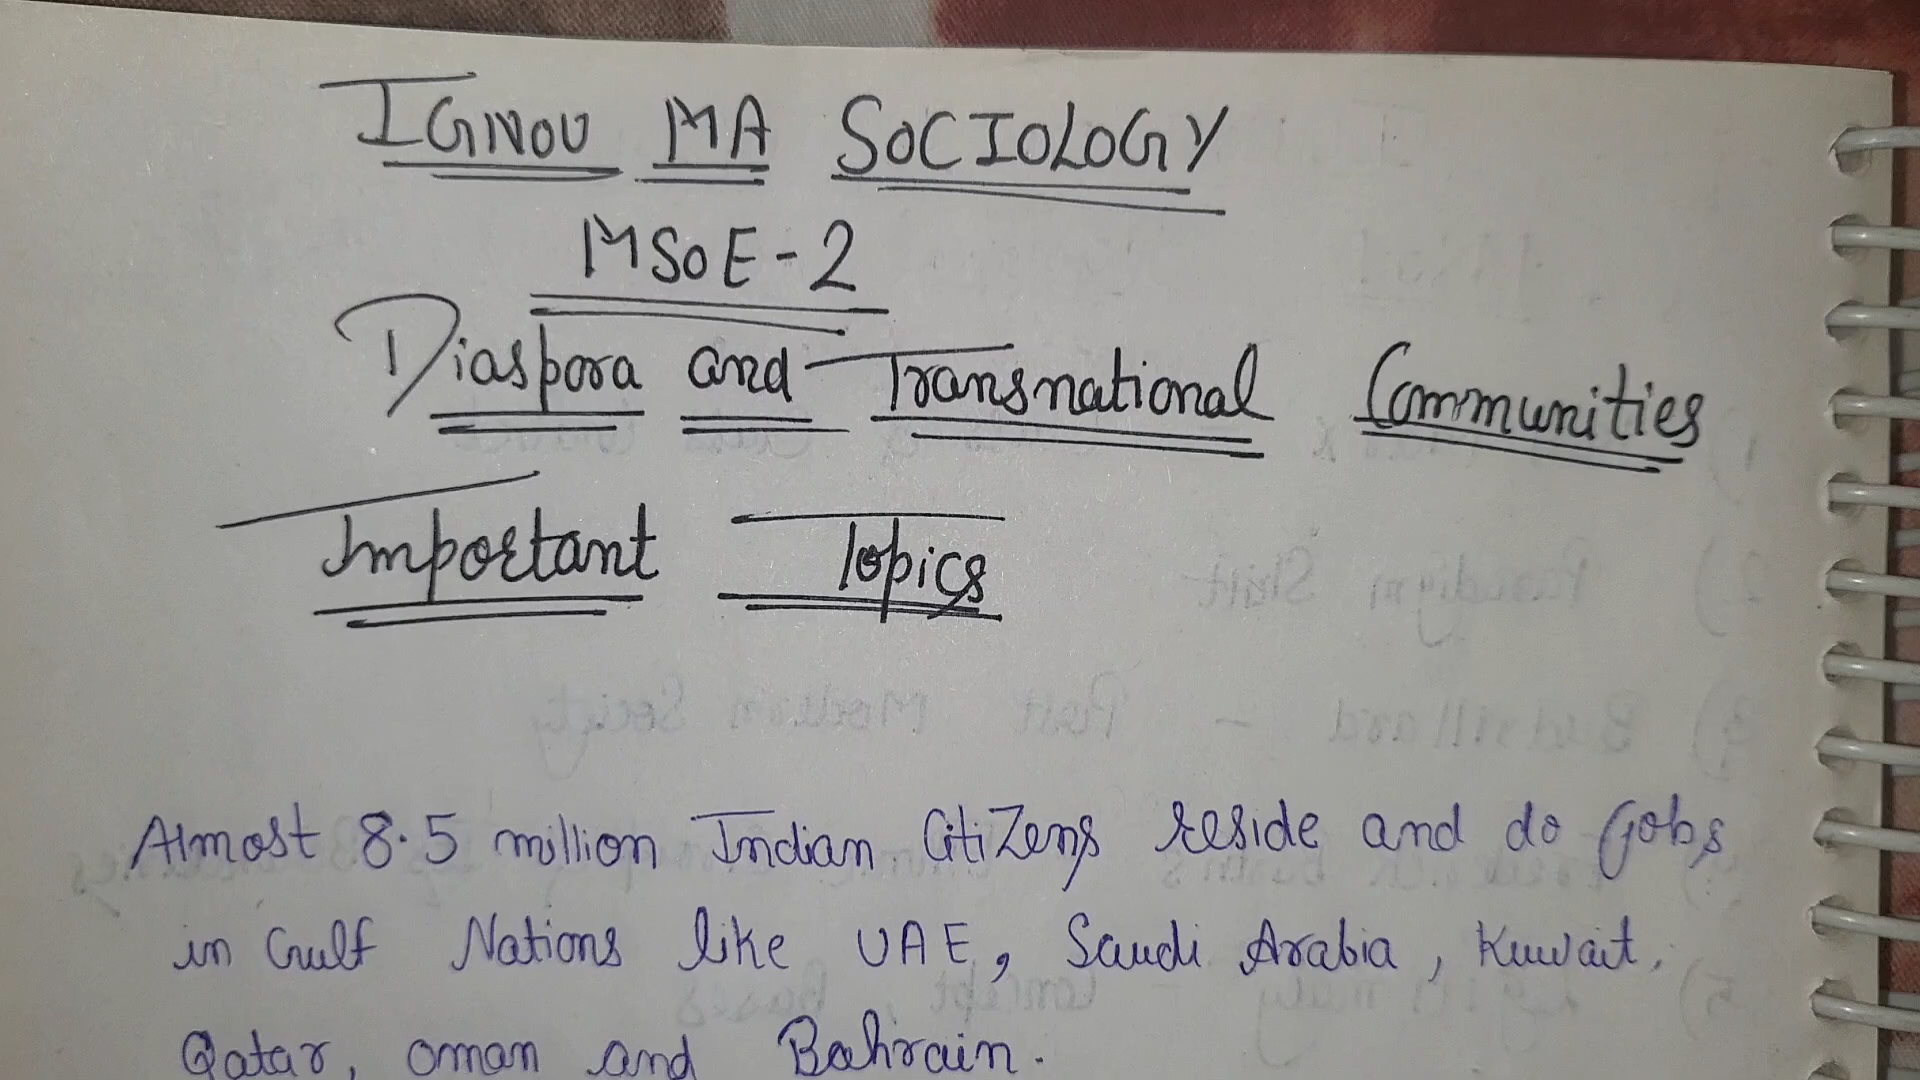 IGNOU MA SOCIOLOGY
MSOE-2
Diaspora and Transnational Communities
Important Topics
Almost 8.5 million Indian Citizens reside and do jobs
in Gulf Nations like UAE, Saudi Arabia, Kuwait,
Qatar, Oman and Bahrain.